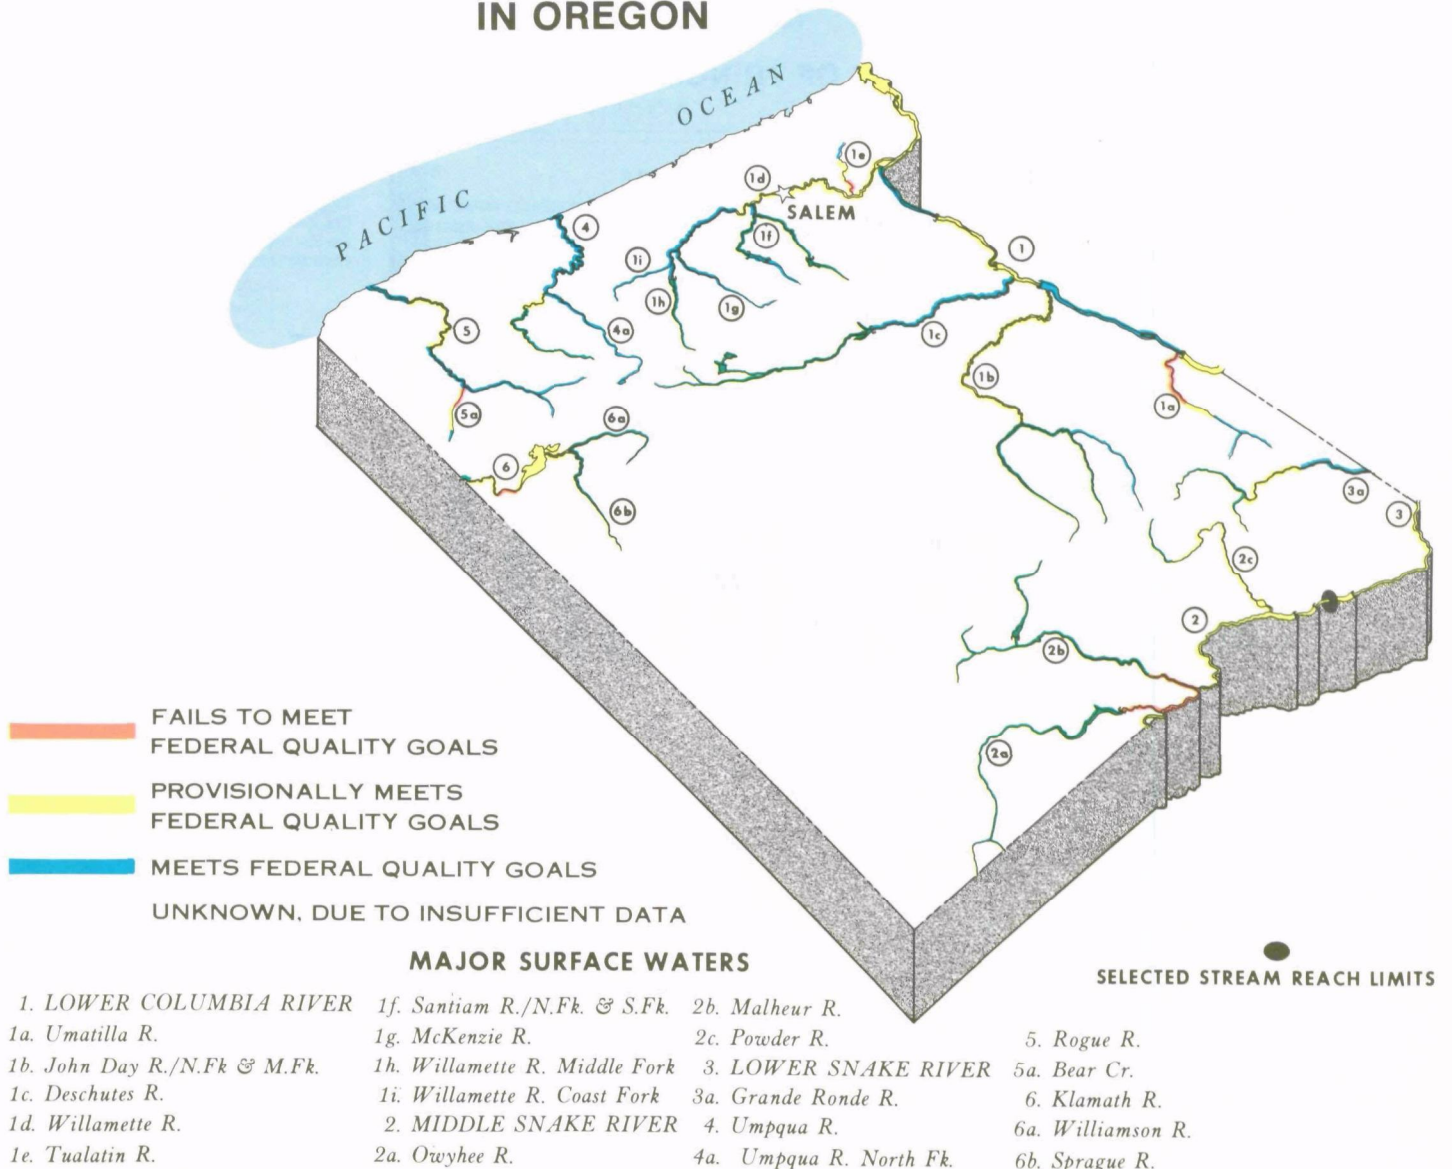 IN OREGON
PACIFIC OCEAN
1e
1d
SALEM
4
1f
1
1i
1h
1g
5
4a
1c
1b
5a
1a
6a
6
3a
3
6b
2c
2
2b
2a
FAILS TO MEET
FEDERAL QUALITY GOALS
PROVISIONALLY MEETS
FEDERAL QUALITY GOALS
MEETS FEDERAL QUALITY GOALS
UNKNOWN, DUE TO INSUFFICIENT DATA
SELECTED STREAM REACH LIMITS
MAJOR SURFACE WATERS
1. LOWER COLUMBIA RIVER
1a. Umatilla R.
1b. John Day R./N.Fk & M.Fk.
1c. Deschutes R.
1d. Willamette R.
1e. Tualatin R.
1f. Santiam R./N.Fk. & S.Fk.
1g. McKenzie R.
1h. Willamette R. Middle Fork
1i. Willamette R. Coast Fork
2. MIDDLE SNAKE RIVER
2a. Owyhee R.
2b. Malheur R.
2c. Powder R.
3. LOWER SNAKE RIVER
3a. Grande Ronde R.
4. Umpqua R.
4a. Umpqua R. North Fk.
5. Rogue R.
5a. Bear Cr.
6. Klamath R.
6a. Williamson R.
6b. Sprague R.